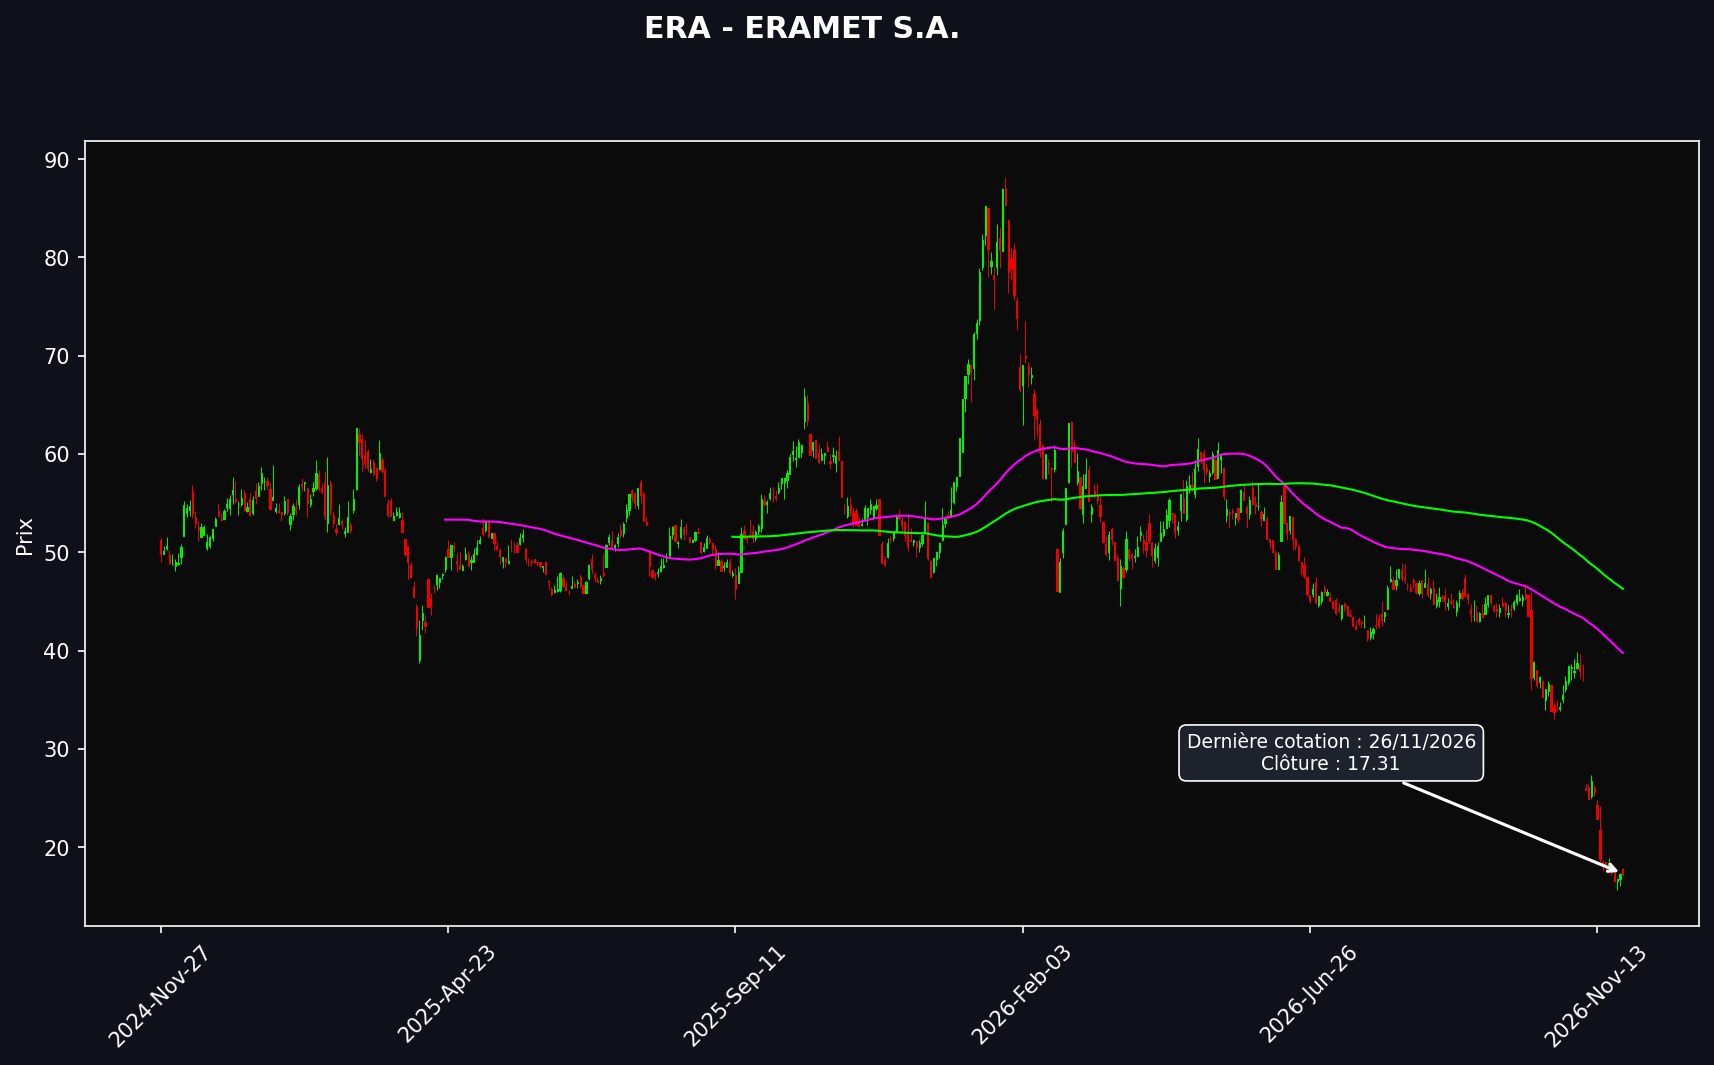 ERA - ERAMET S.A.
Prix
90
80
70
60
50
40
30
20
Dernière cotation : 26/11/2026
Clôture : 17.31
2024-Nov-27
2025-Apr-23
2025-Sep-11
2026-Feb-03
2026-Jun-26
2026-Nov-13